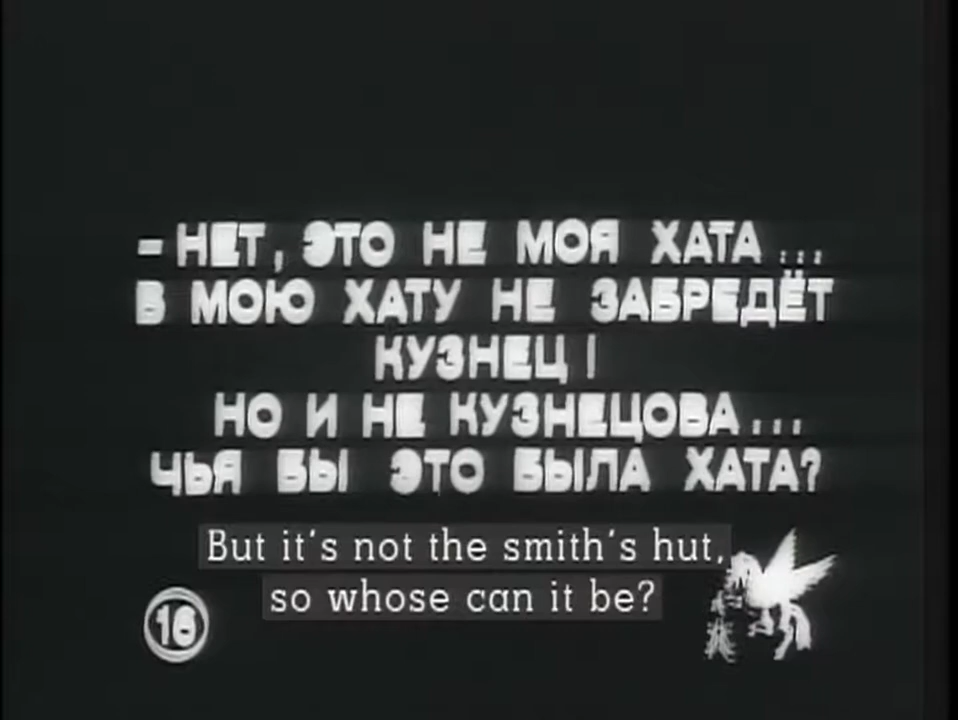 - НЕТ, ЭТО НЕ МОЯ ХАТА...
В МОЮ ХАТУ НЕ ЗАБРЕДЁТ
КУЗНЕЦ!
НО И НЕ КУЗНЕЦОВА...
ЧЬЯ БЫ ЭТО БЫЛА ХАТА?
But it's not the smith's hut,
so whose can it be?
16